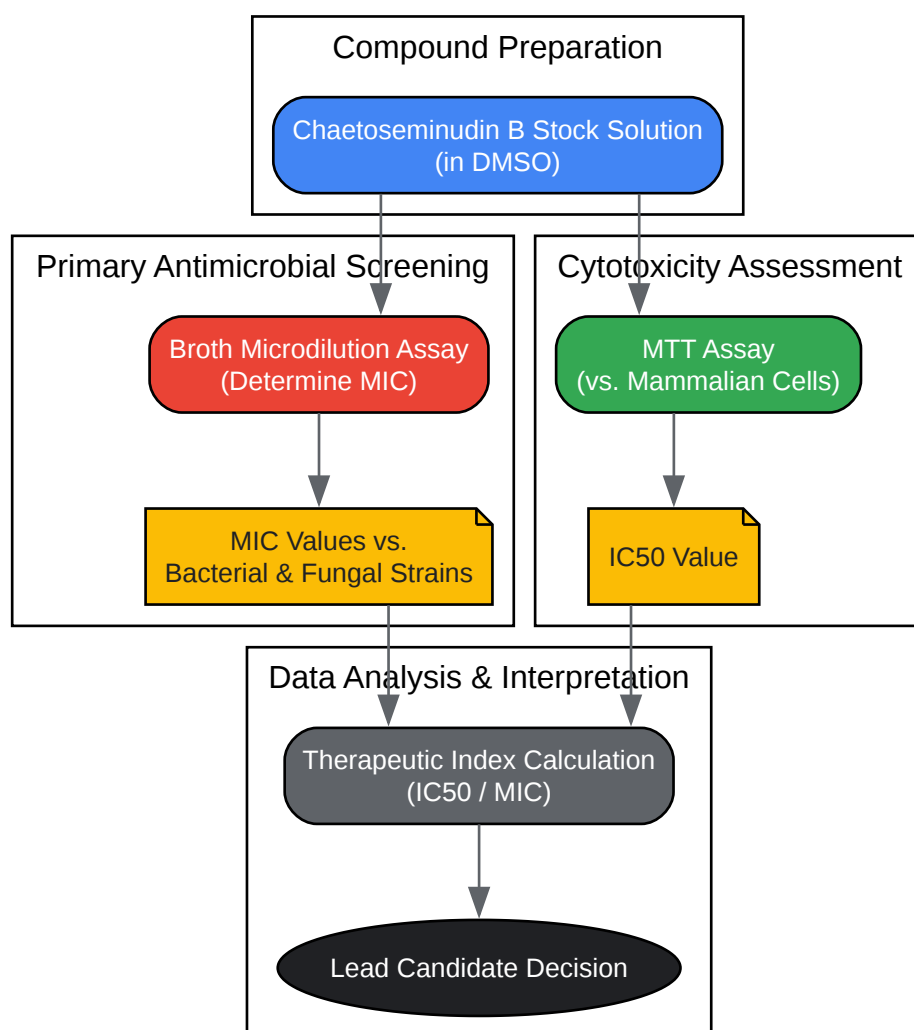 Compound Preparation
Chaetoseminudin B Stock Solution
(in DMSO)
Primary Antimicrobial Screening
Broth Microdilution Assay
(Determine MIC)
MIC Values vs.
Bacterial & Fungal Strains
Cytotoxicity Assessment
MTT Assay
(vs. Mammalian Cells)
IC50 Value
Data Analysis & Interpretation
Therapeutic Index Calculation
(IC50 / MIC)
Lead Candidate Decision